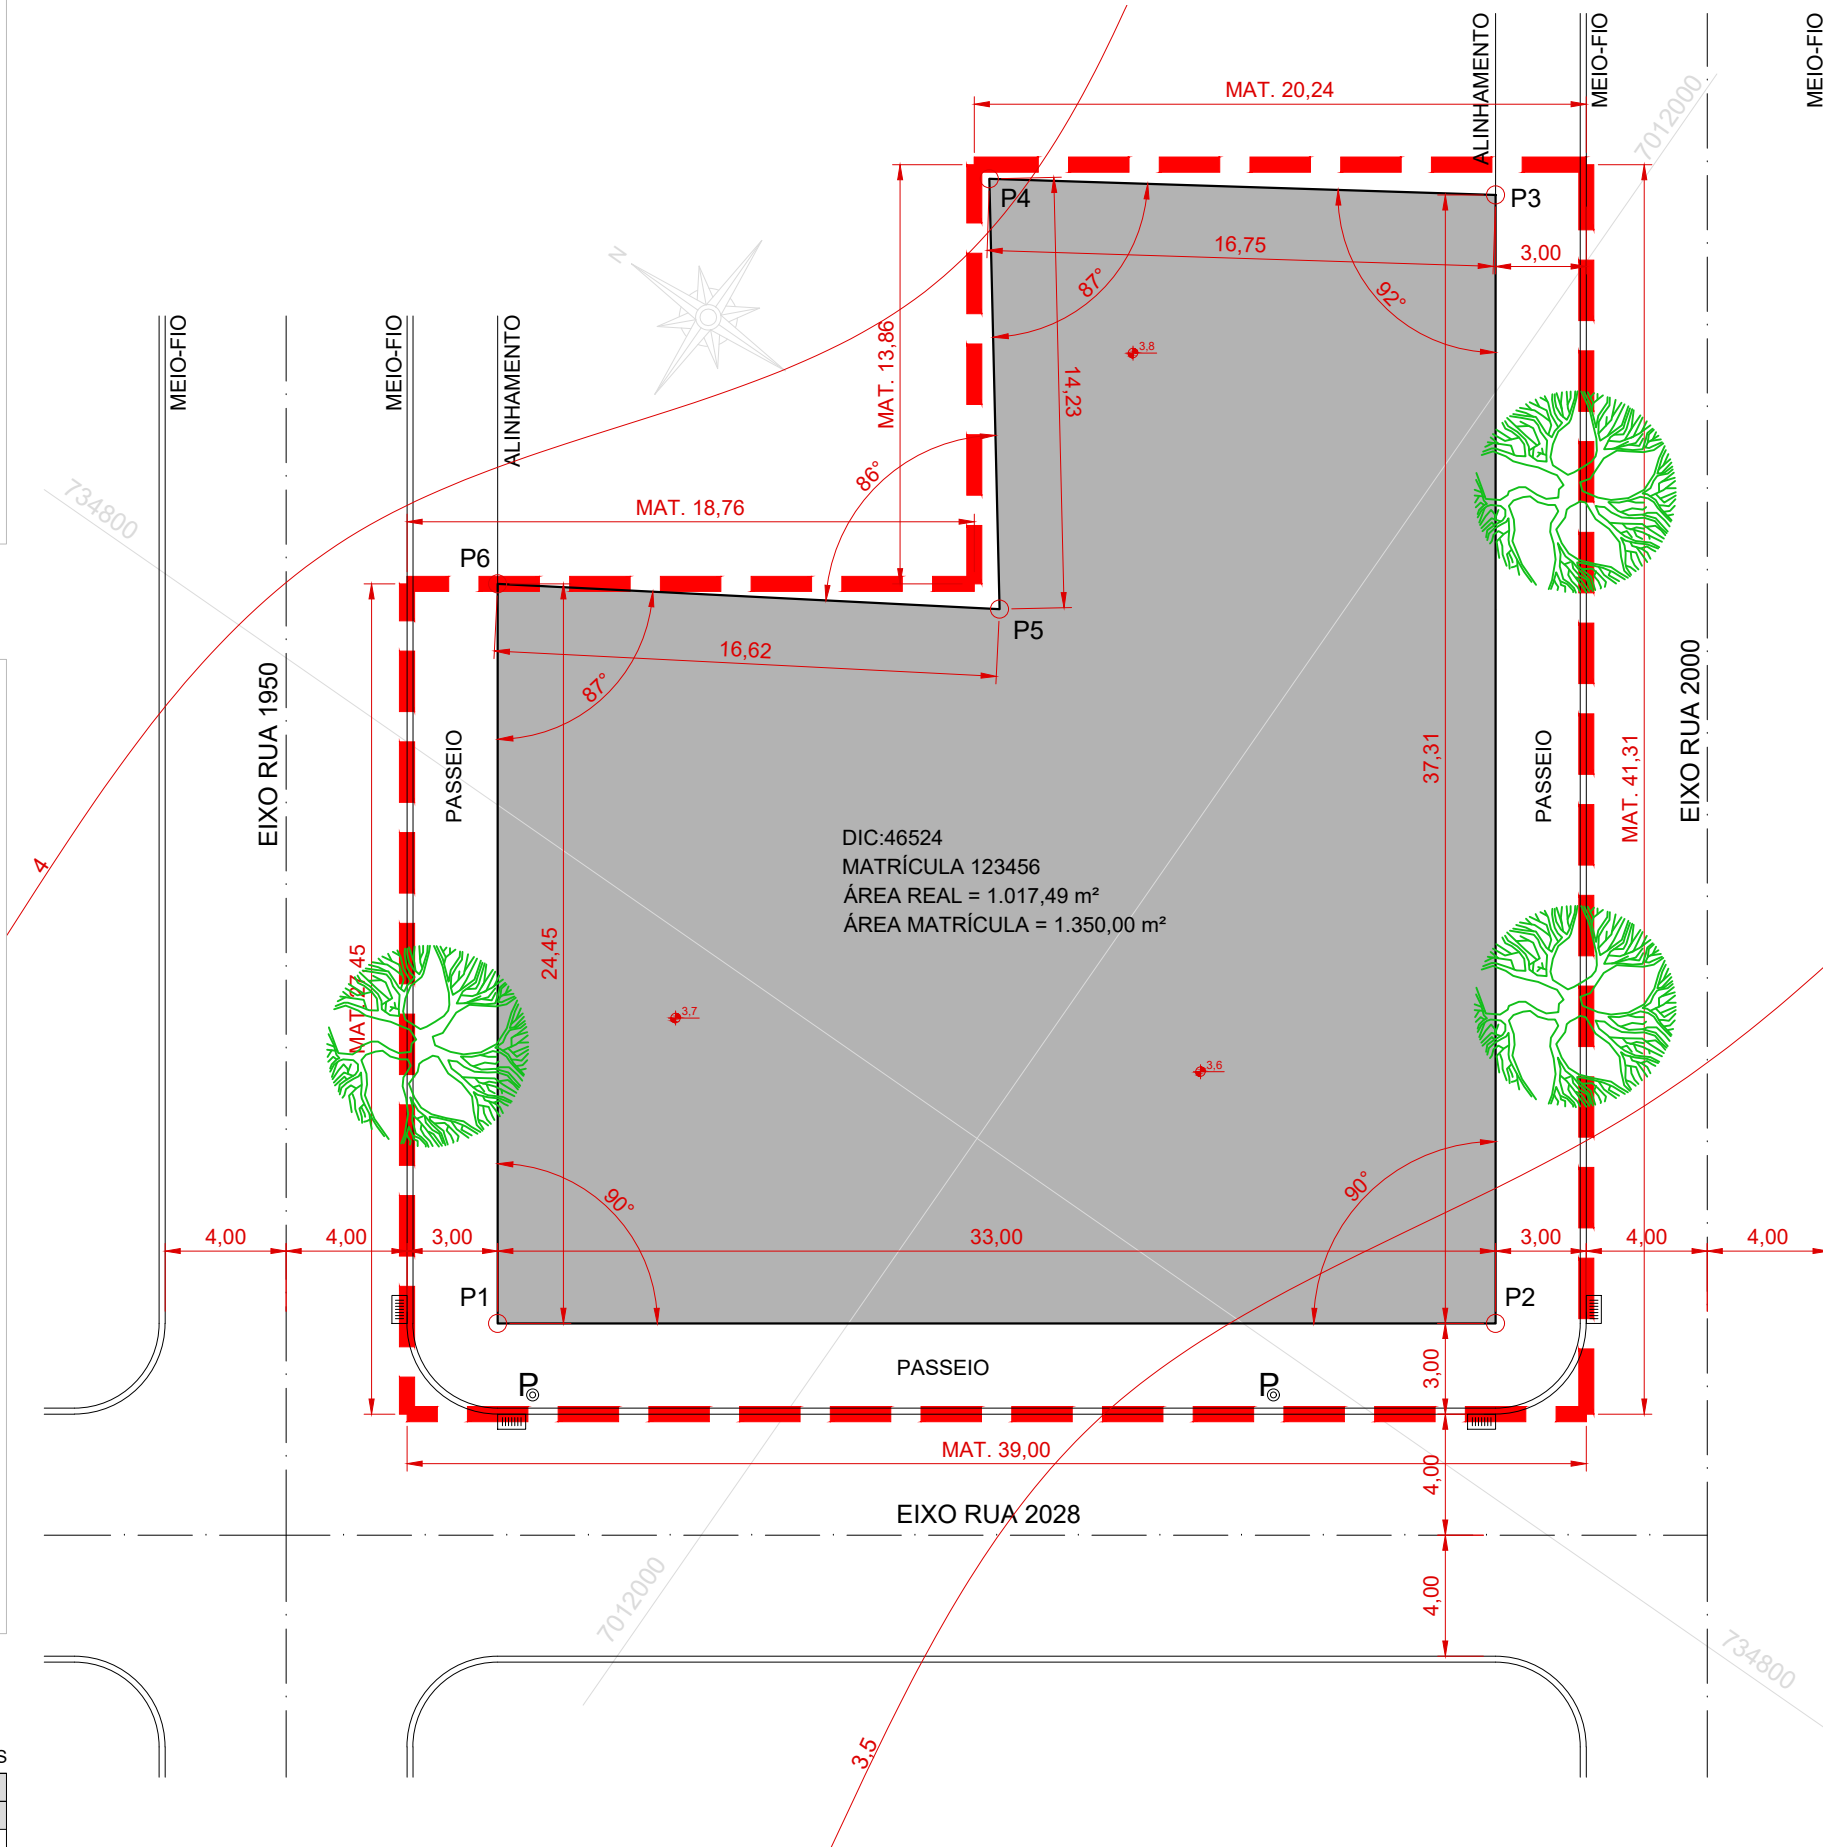 MEIO-FIO
MEIO-FIO
ALINHAMENTO
ALINHAMENTO
MEIO-FIO
MEIO-FIO
MAT. 20,24
7012000
P4
P3
16,75
3,00
87°
92°
N
MAT. 13,86
3,8
14,23
86°
734800
MAT. 18,76
P6
P5
16,62
87°
EIXO RUA 1950
PASSEIO
37,31
PASSEIO
MAT. 41,31
EIXO RUA 2000
DIC:46524
MATRÍCULA 123456
ÁREA REAL = 1.017,49 m²
ÁREA MATRÍCULA = 1.350,00 m²
4
MAT. 27,45
24,45
3,7
3,6
90°
90°
4,00
4,00
3,00
33,00
3,00
4,00
4,00
P1
P2
PASSEIO
P
P
3,00
MAT. 39,00
4,00
EIXO RUA 2028
4,00
7012000
734800
3,5
S